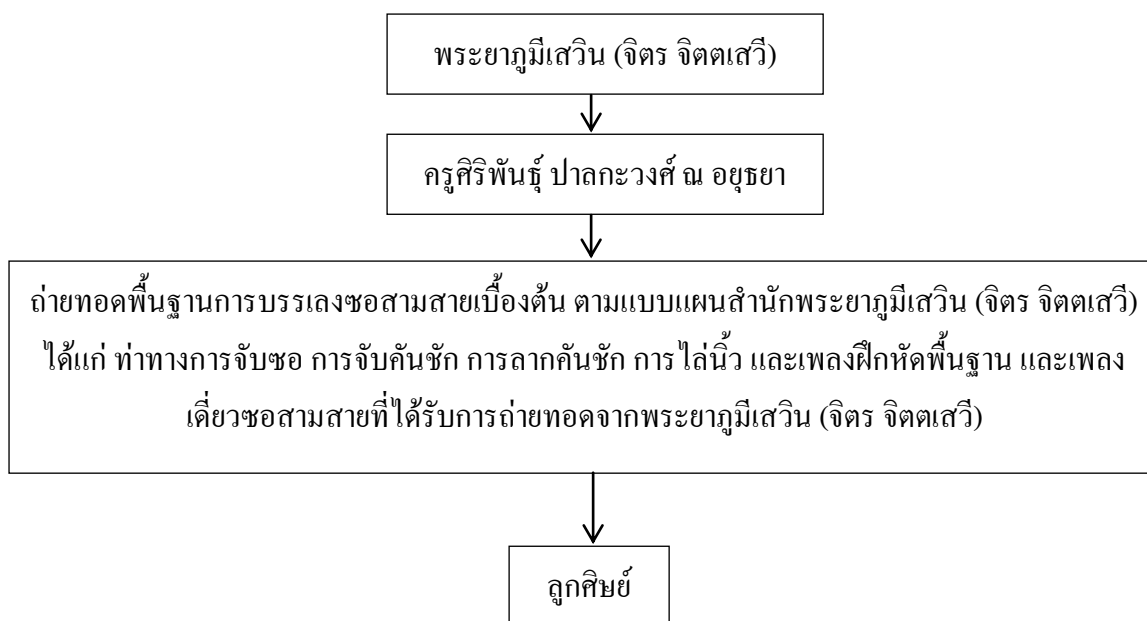 พระยาภูมีเสวิน (จิตร จิตตเสวี)
ครูศิริพันธุ์ ปาลกะวงศ์ ณ อยุธยา
ถ่ายทอดพื้นฐานการบรรเลงซอสามสายเบื้องต้น ตามแบบแผนสำนักพระยาภูมีเสวิน (จิตร จิตตเสวี)
ได้แก่ ท่าทางการจับซอ การจับคันชัก การลากคันชัก การไล่นิ้ว และเพลงฝึกหัดพื้นฐาน และเพลง
เดี่ยวซอสามสายที่ได้รับการถ่ายทอดจากพระยาภูมีเสวิน (จิตร จิตตเสวี)
ลูกศิษย์